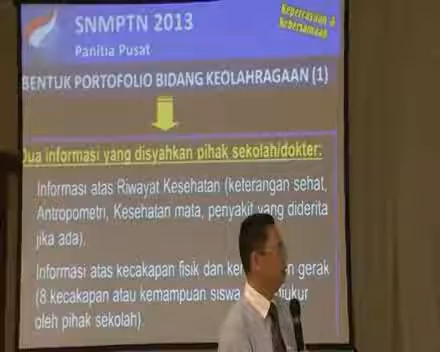 SNMPTN 2013
Panitia Pusat
Kepercayaan &
Kebersamaan
BENTUK PORTOFOLIO BIDANG KEOLAHRAGAAN (1)
Dua informasi yang disyahkan pihak sekolah/dokter:
Informasi atas Riwayat Kesehatan (keterangan sehat,
Antropometri, Kesehatan mata, penyakit yang diderita
jika ada).
Informasi atas kecakapan fisik dan gerak
(8 kecakapan atau kemampuan siswa
oleh pihak sekolah).